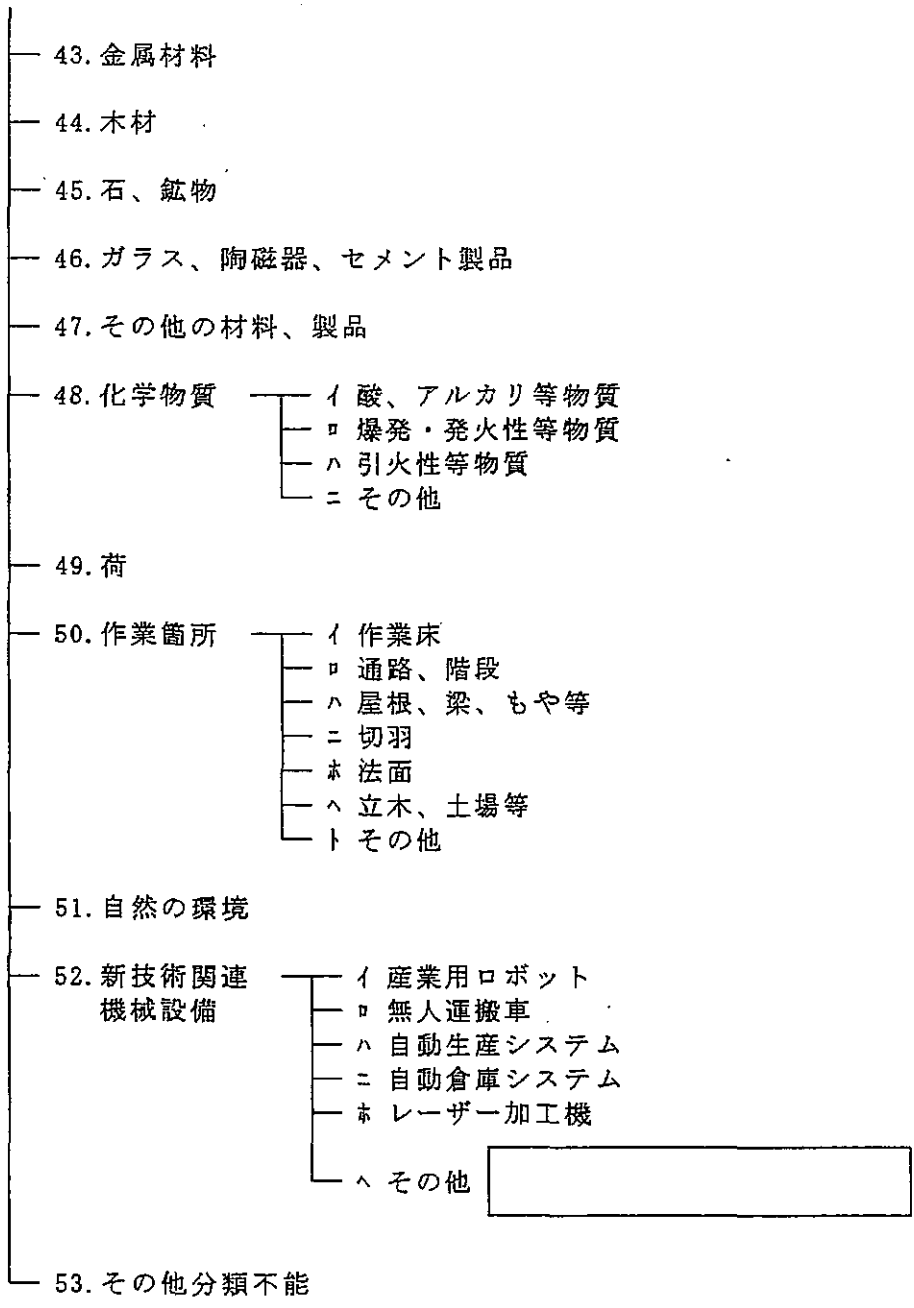 43.金属材料
44.木材
45.石、鉱物
46.ガラス、陶磁器、セメント製品
47.その他の材料、製品
48.化学物質 ｲ 酸、アルカリ等物質
ﾛ 爆発・発火性等物質
ﾊ 引火性等物質
ﾆ その他
49.荷
50.作業箇所 ｲ 作業床
ﾛ 通路、階段
ﾊ 屋根、梁、もや等
ﾆ 切羽
ﾎ 法面
ﾍ 立木、土場等
ﾄ その他
51.自然の環境
52.新技術関連 ｲ 産業用ロボット
機械設備 ﾛ 無人運搬車
ﾊ 自動生産システム
ﾆ 自動倉庫システム
ﾎ レーザー加工機
ﾍ その他
53.その他分類不能